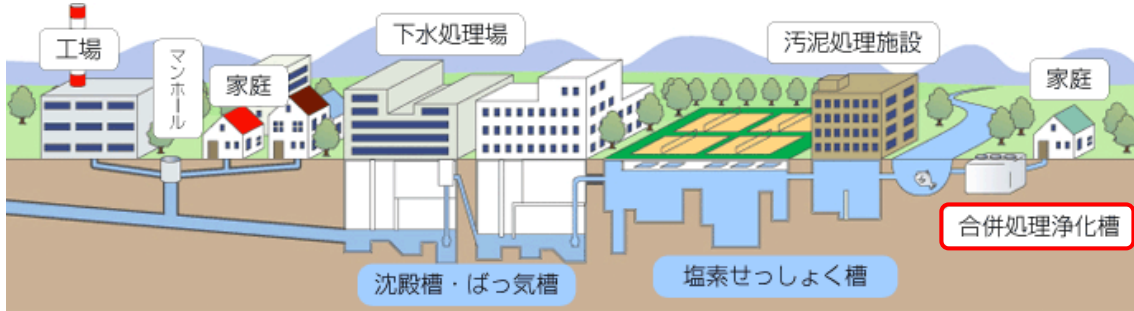 工場
マンホール
家庭
下水処理場
汚泥処理施設
家庭
合併処理浄化槽
沈殿槽・ばっ気槽
塩素せっしょく槽